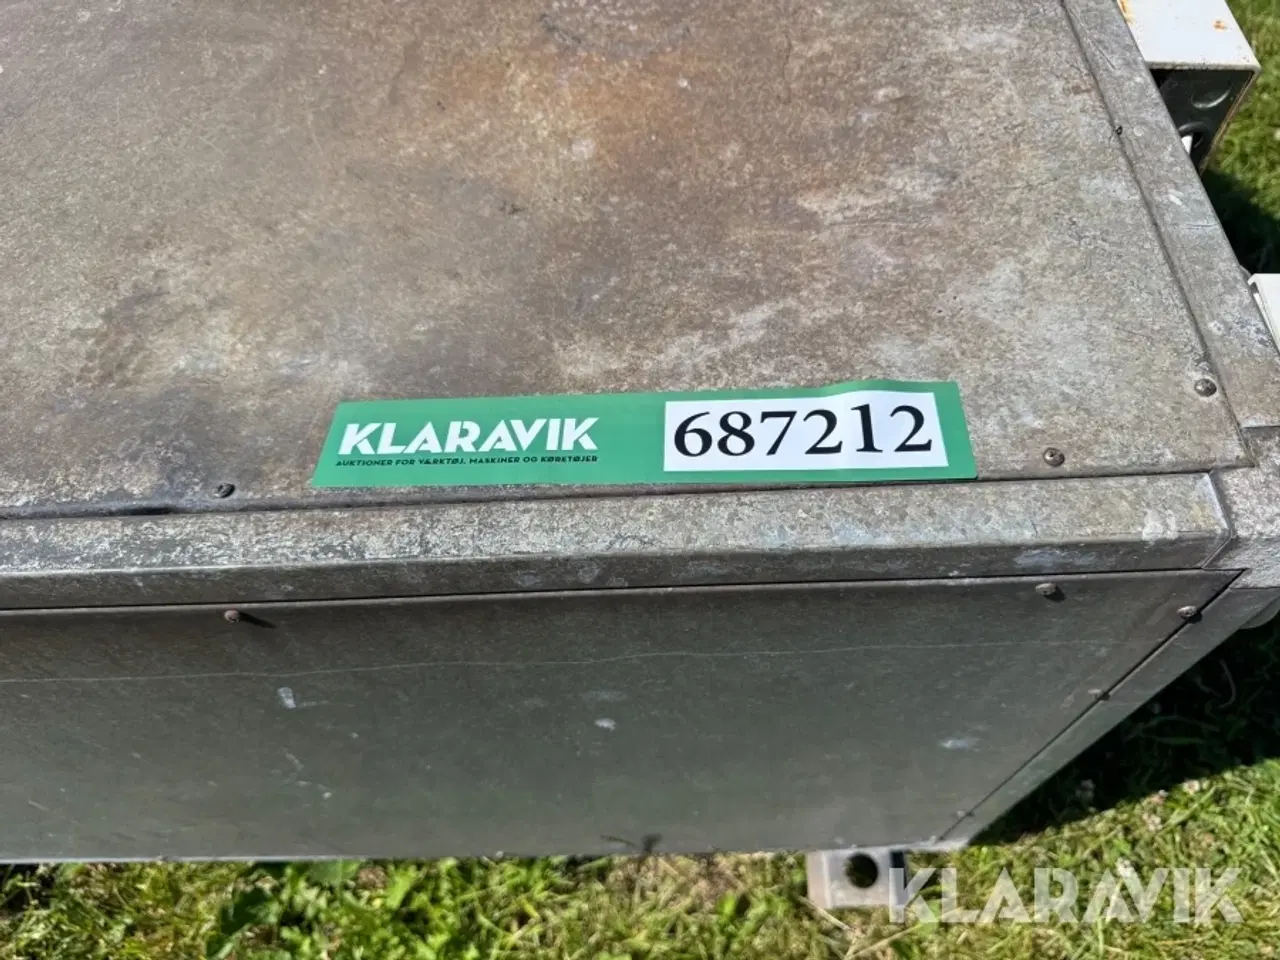 KLARAVIK
AUKTIONER FOR VÆRKTØJ, MASKINER OG KØRETØJER
687212
KLARAVIK